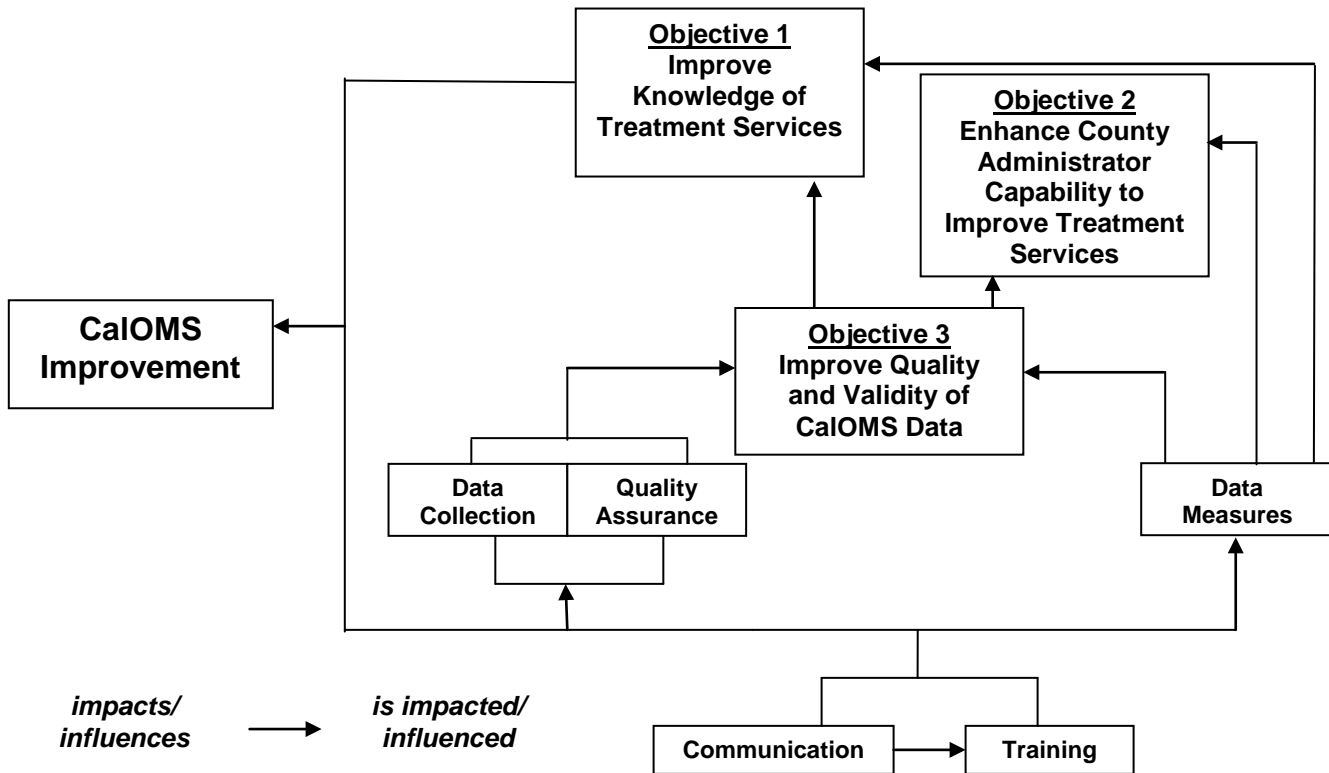 Objective 1
Improve
Knowledge of
Treatment Services
Objective 2
Enhance County
Administrator
Capability to
Improve Treatment
Services
CalOMS
Improvement
Objective 3
Improve Quality
and Validity of
CalOMS Data
Data
Collection
Quality
Assurance
Data
Measures
impacts/
influences
is impacted/
influenced
Communication
Training